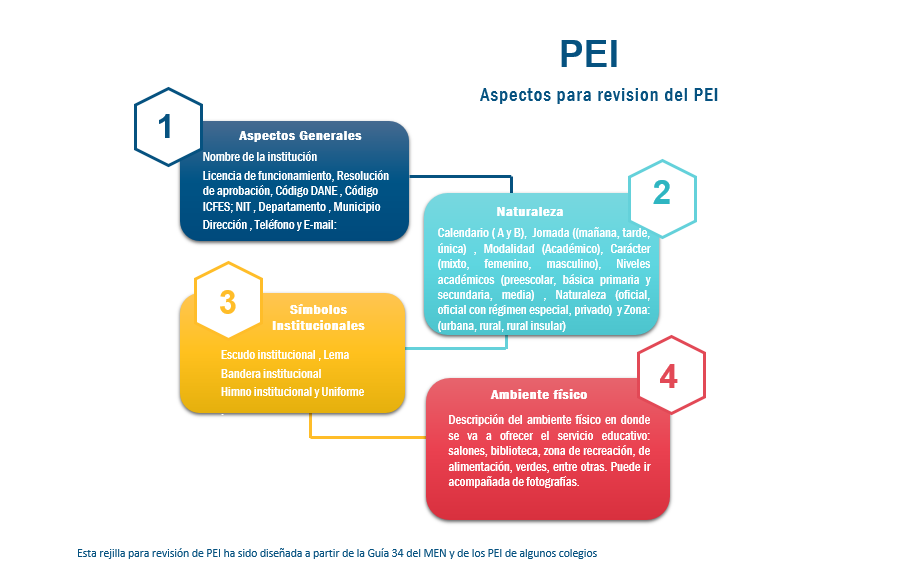 PEI
Aspectos para revision del PEI
1
Aspectos Generales
Nombre de la institución
Licencia de funcionamiento, Resolución
de aprobación, Código DANE , Código
ICFES; NIT , Departamento , Municipio
Dirección , Teléfono y E-mail:
2
Naturaleza
Calendario ( A y B), Jomada ((mañana, tarde,
única) , Modalidad (Académico), Carácter
(mixto, femenino, masculino), Niveles
académicos (preescolar, básica primaria y
secundaria, media) , Naturaleza (oficial,
oficial con régimen especial, privado) y Zona:
(urbana, rural, rural insular)
3
Símbolos
Institucionales
Escudo institucional , Lema
Bandera institucional
Himno institucional y Uniforme
.
4
Ambiente físico
Descripción del ambiente físico en donde
se va a ofrecer el servicio educativo:
salones, biblioteca, zona de recreación, de
alimentación, verdes, entre otras. Puede ir
acompañada de fotografías.
Esta rejilla para revisión de PEI ha sido diseñada a partir de la Guía 34 del MEN y de los PEI de algunos colegios